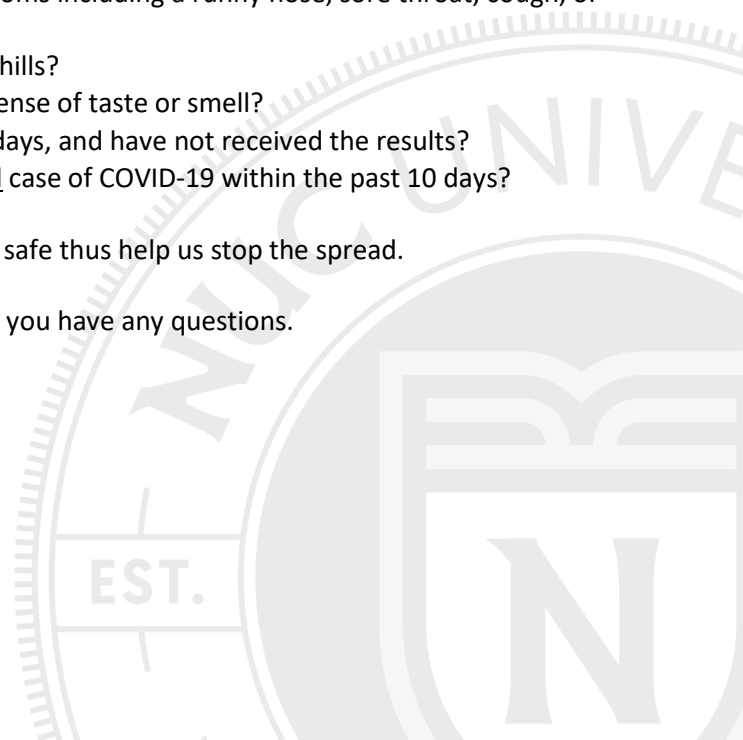 including a runny nose, sore throat, cough, or
hills?
ense of taste or smell?
days, and have not received the results?
case of COVID-19 within the past 10 days?
safe thus help us stop the spread.
you have any questions.
NUC UNIVE
EST.
N